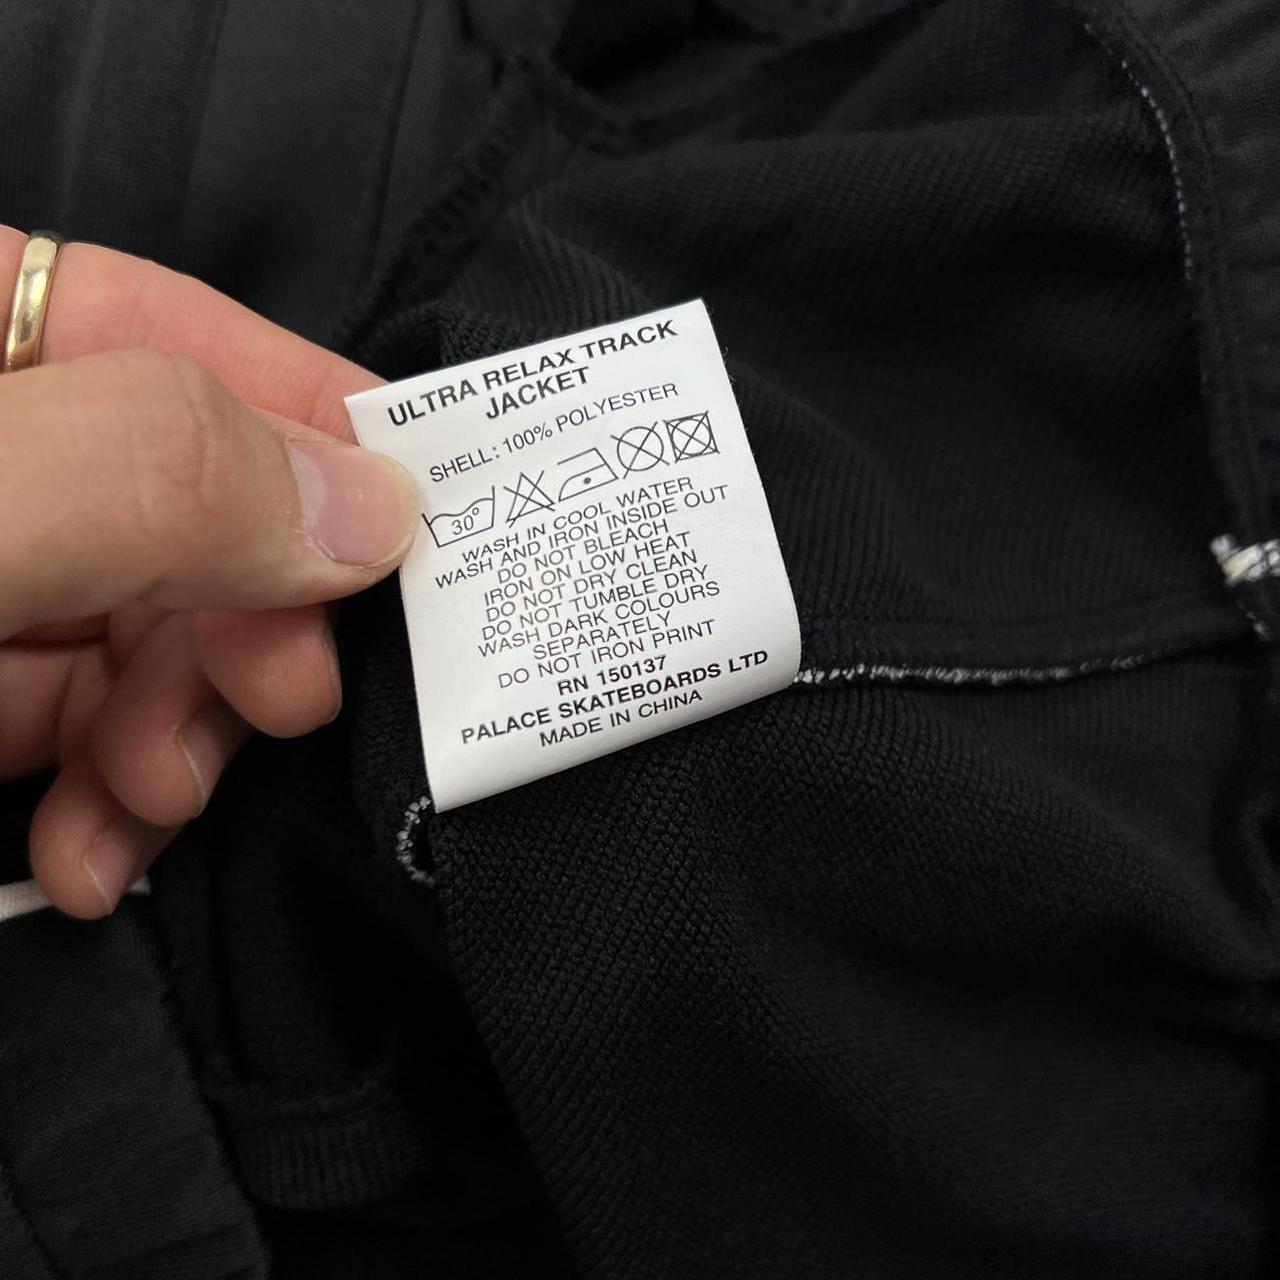 ULTRA RELAX TRACK
JACKET
SHELL: 100% POLYESTER
30°
WASH IN COOL WATER
WASH AND IRON INSIDE OUT
DO NOT BLEACH
IRON ON LOW HEAT
DO NOT DRY CLEAN
DO NOT TUMBLE DRY
WASH DARK COLOURS
SEPARATELY
DO NOT IRON PRINT
RN 150137
PALACE SKATEBOARDS LTD
MADE IN CHINA